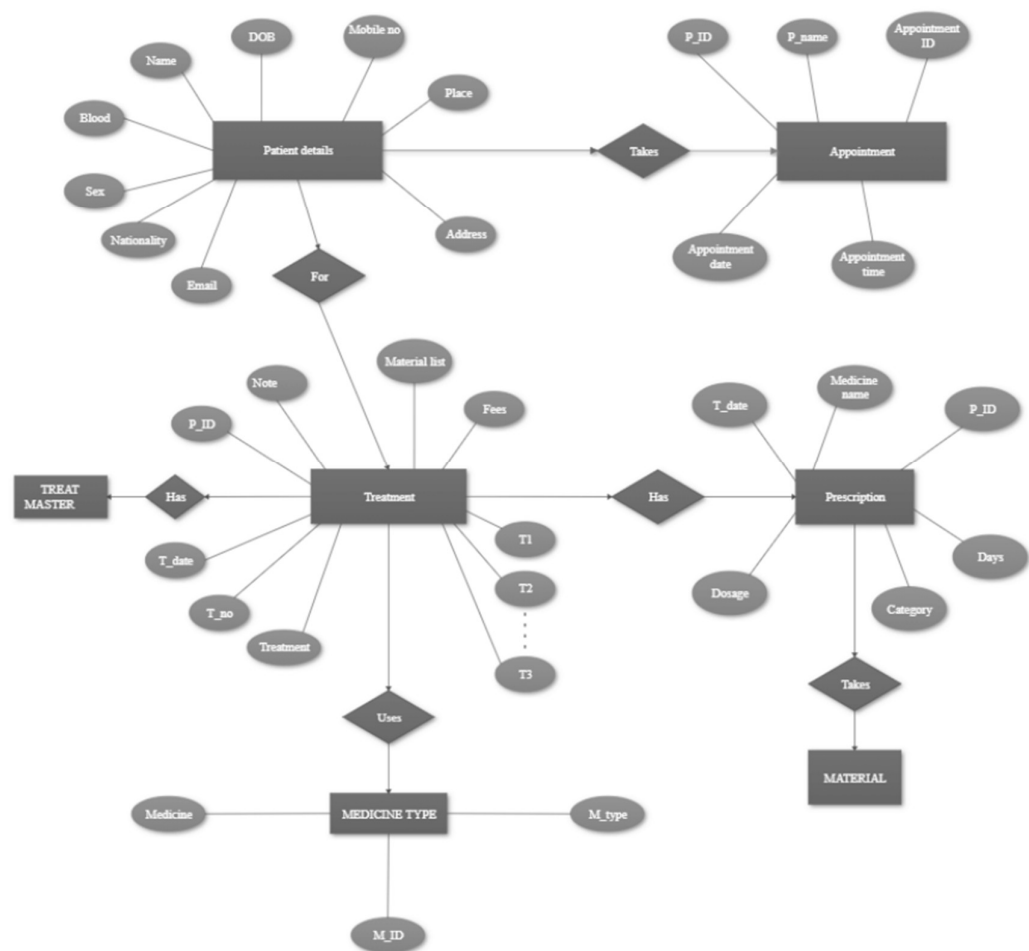 DOB
Mobile no
Name
Place
Blood
Patient details
Sex
Nationality
Email
Address
Takes
P_ID
P_name
Appointment
ID
Appointment
Appointment
date
Appointment
time
For
Material list
Note
Fees
P_ID
TREAT
MASTER
Has
Treatment
T_date
T_no
Treatment
T1
T2
T3
Has
T_date
Medicine
name
P_ID
Prescription
Dosage
Category
Days
Takes
MATERIAL
Uses
Medicine
MEDICINE TYPE
M_type
M_ID